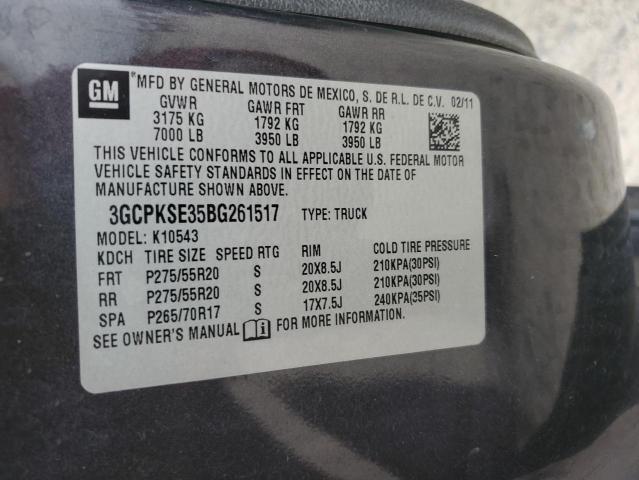 GM
MFD BY GENERAL MOTORS DE MEXICO, S. DE R.L. DE C.V. 02/11
GVWR GAWR FRT GAWR RR
3175 KG 1792 KG 1792 KG
7000 LB 3950 LB 3950 LB
THIS VEHICLE CONFORMS TO ALL APPLICABLE U.S. FEDERAL MOTOR
VEHICLE SAFETY STANDARDS IN EFFECT ON THE DATE OF
MANUFACTURE SHOWN ABOVE.
3GCPKSE35BG261517 TYPE: TRUCK
MODEL: K10543
KDCH TIRE SIZE SPEED RTG RIM COLD TIRE PRESSURE
FRT P275/55R20 S 20X8.5J 210KPA(30PSI)
RR P275/55R20 S 20X8.5J 210KPA(30PSI)
SPA P265/70R17 S 17X7.5J 240KPA(35PSI)
SEE OWNER'S MANUAL i FOR MORE INFORMATION.